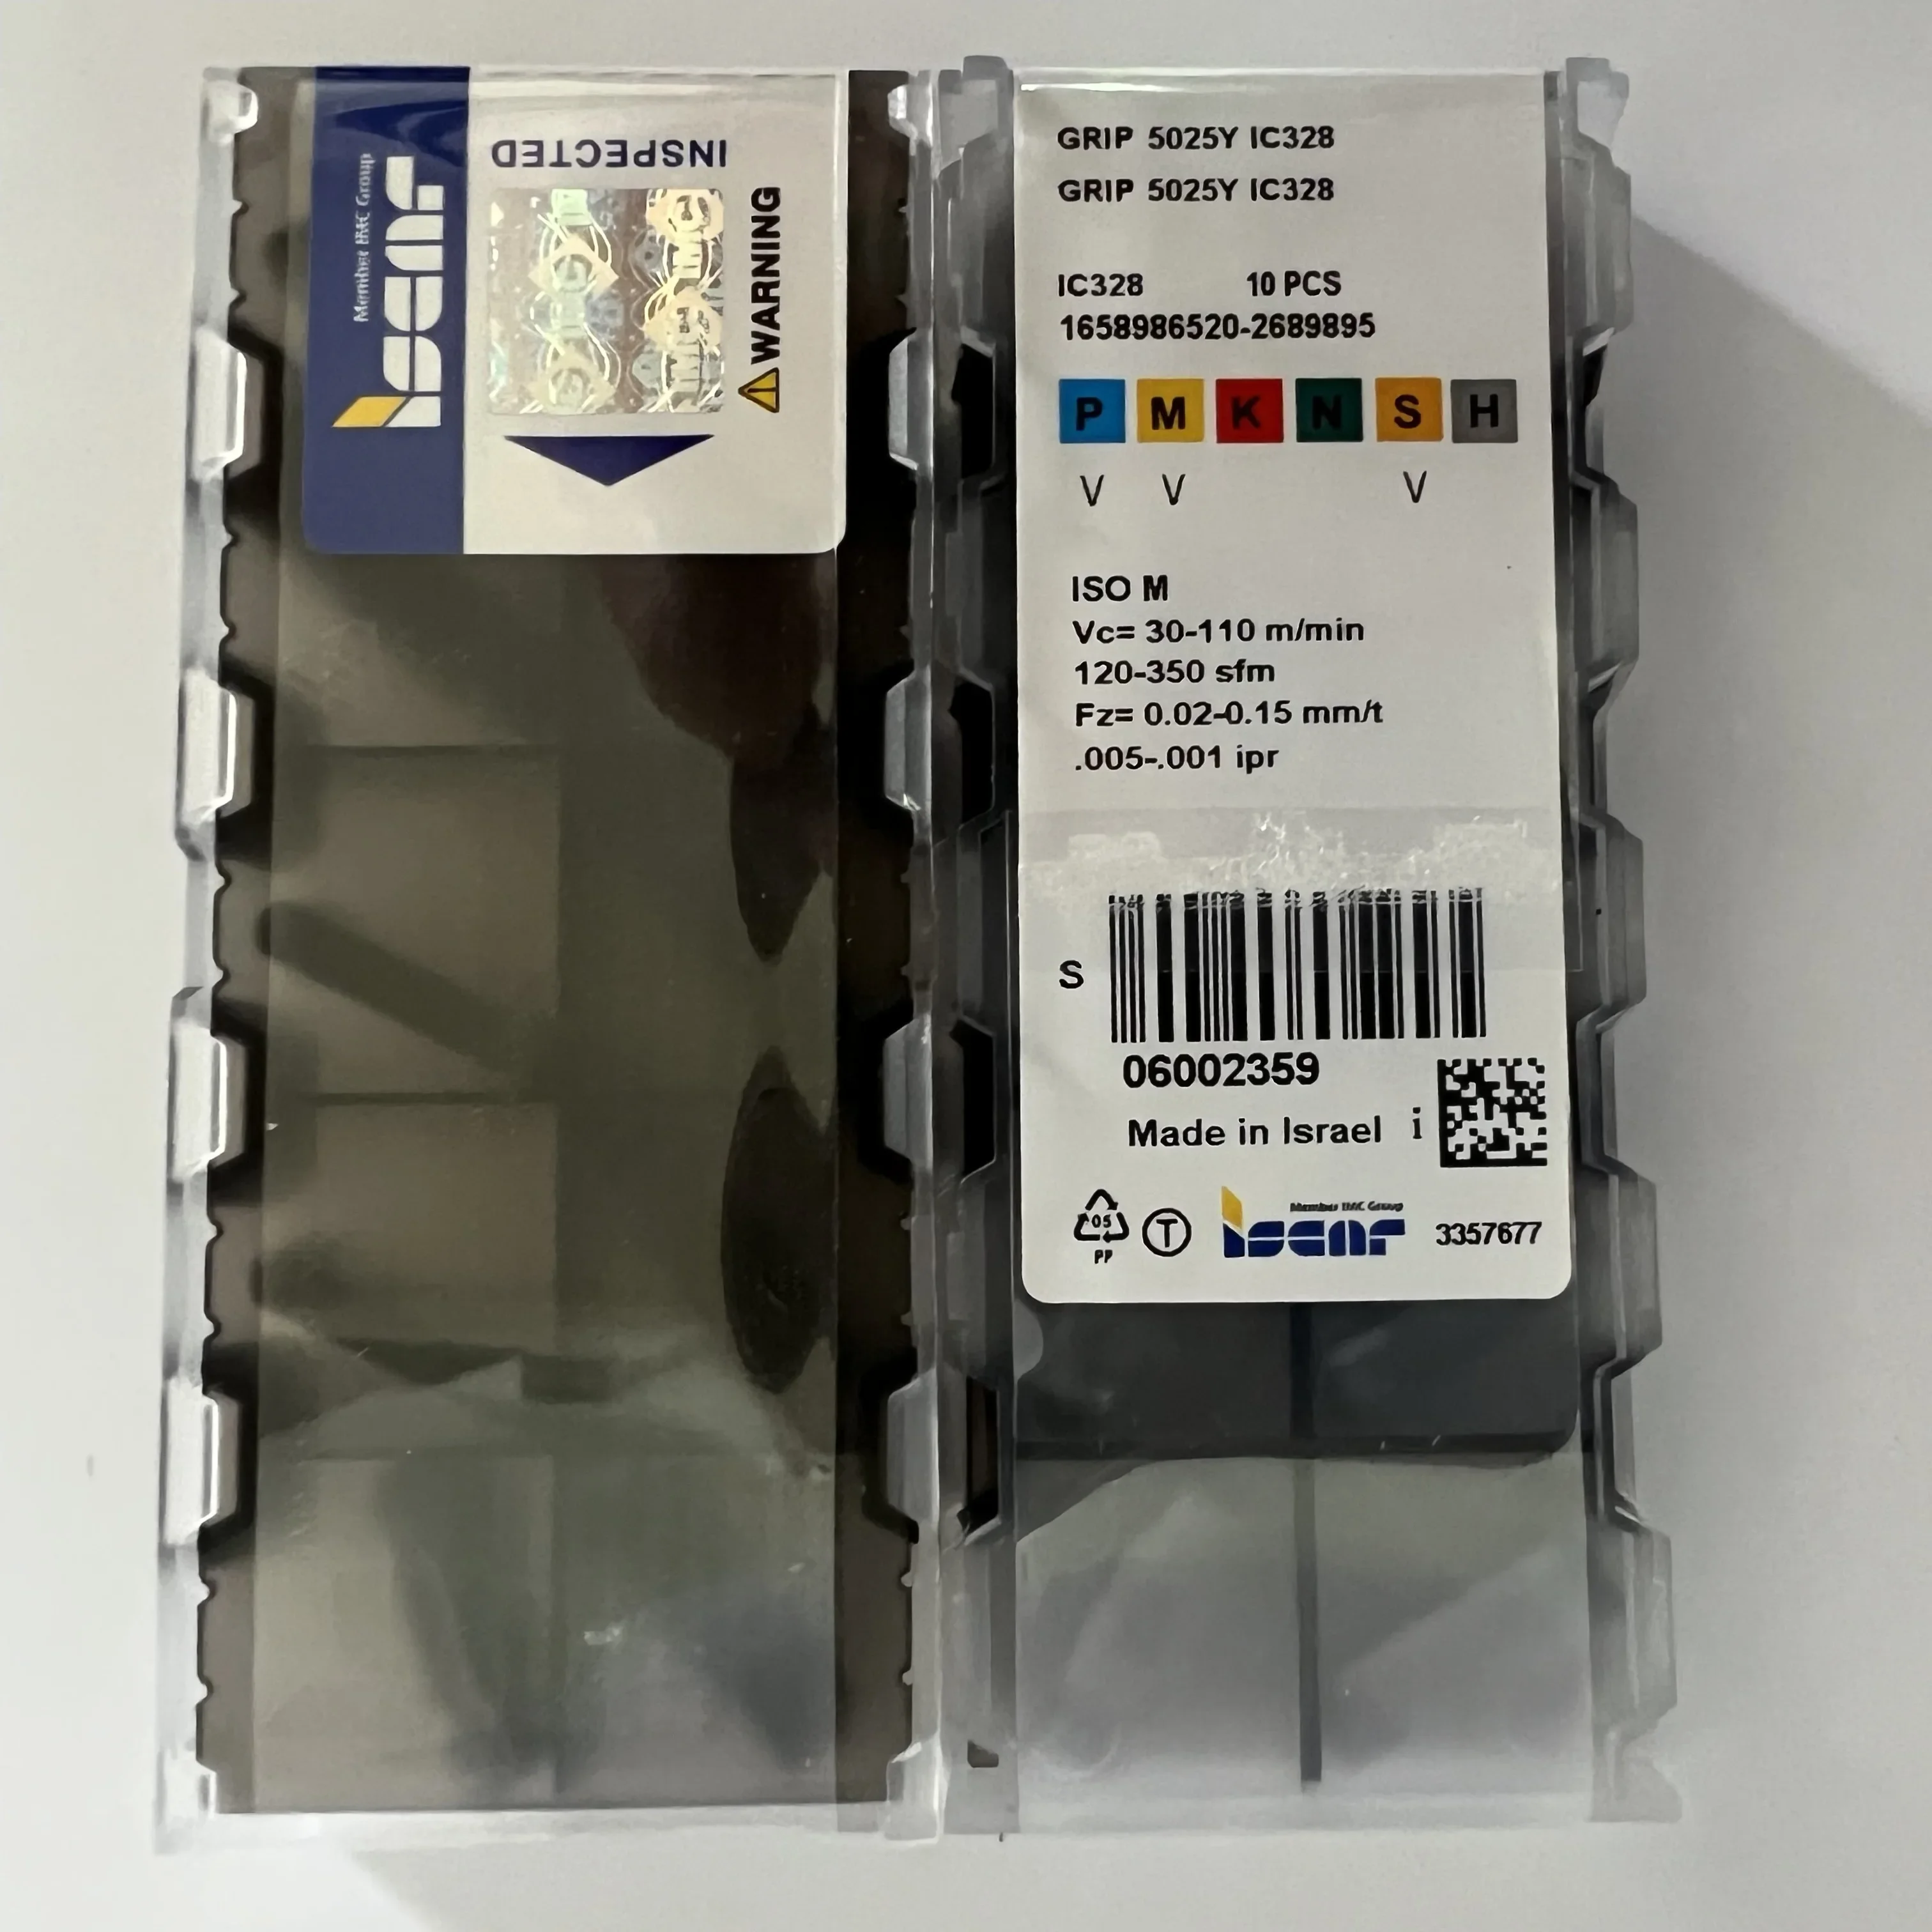 Member IMC Group
iscar
INSPECTED
WARNING
GRIP 5025Y IC328
GRIP 5025Y IC328
IC328 10 PCS
1658986520-2689895
P M K N S H
V V V
ISO M
Vc= 30-110 m/min
120-350 sfm
Fz= 0.02-0.15 mm/t
.005-.001 ipr
S
06002359
Made in Israel i
05
PP
T
Member IMC Group
iscar
3357677